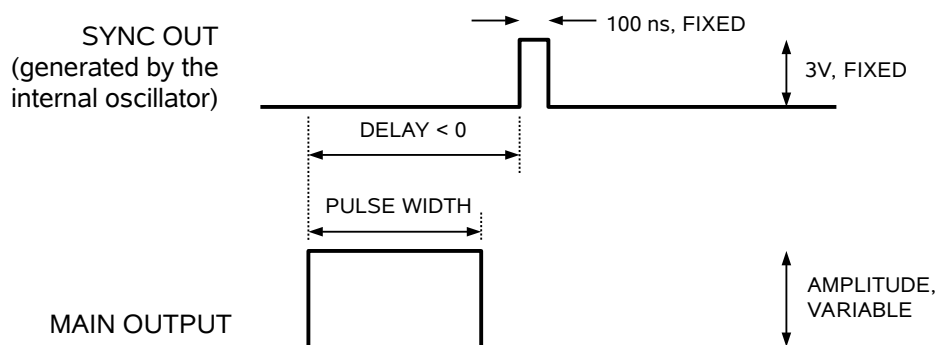 100 ns, FIXED
SYNC OUT
(generated by the
internal oscillator)
3V, FIXED
DELAY < 0
PULSE WIDTH
AMPLITUDE,
VARIABLE
MAIN OUTPUT